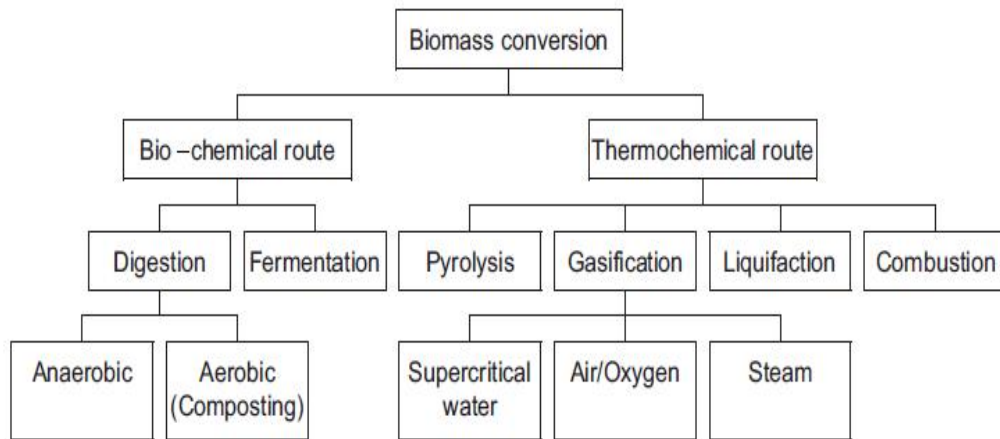 Biomass conversion
Bio –chemical route
Thermochemical route
Digestion
Fermentation
Pyrolysis
Gasification
Liquifaction
Combustion
Anaerobic
Aerobic
(Composting)
Supercritical
water
Air/Oxygen
Steam